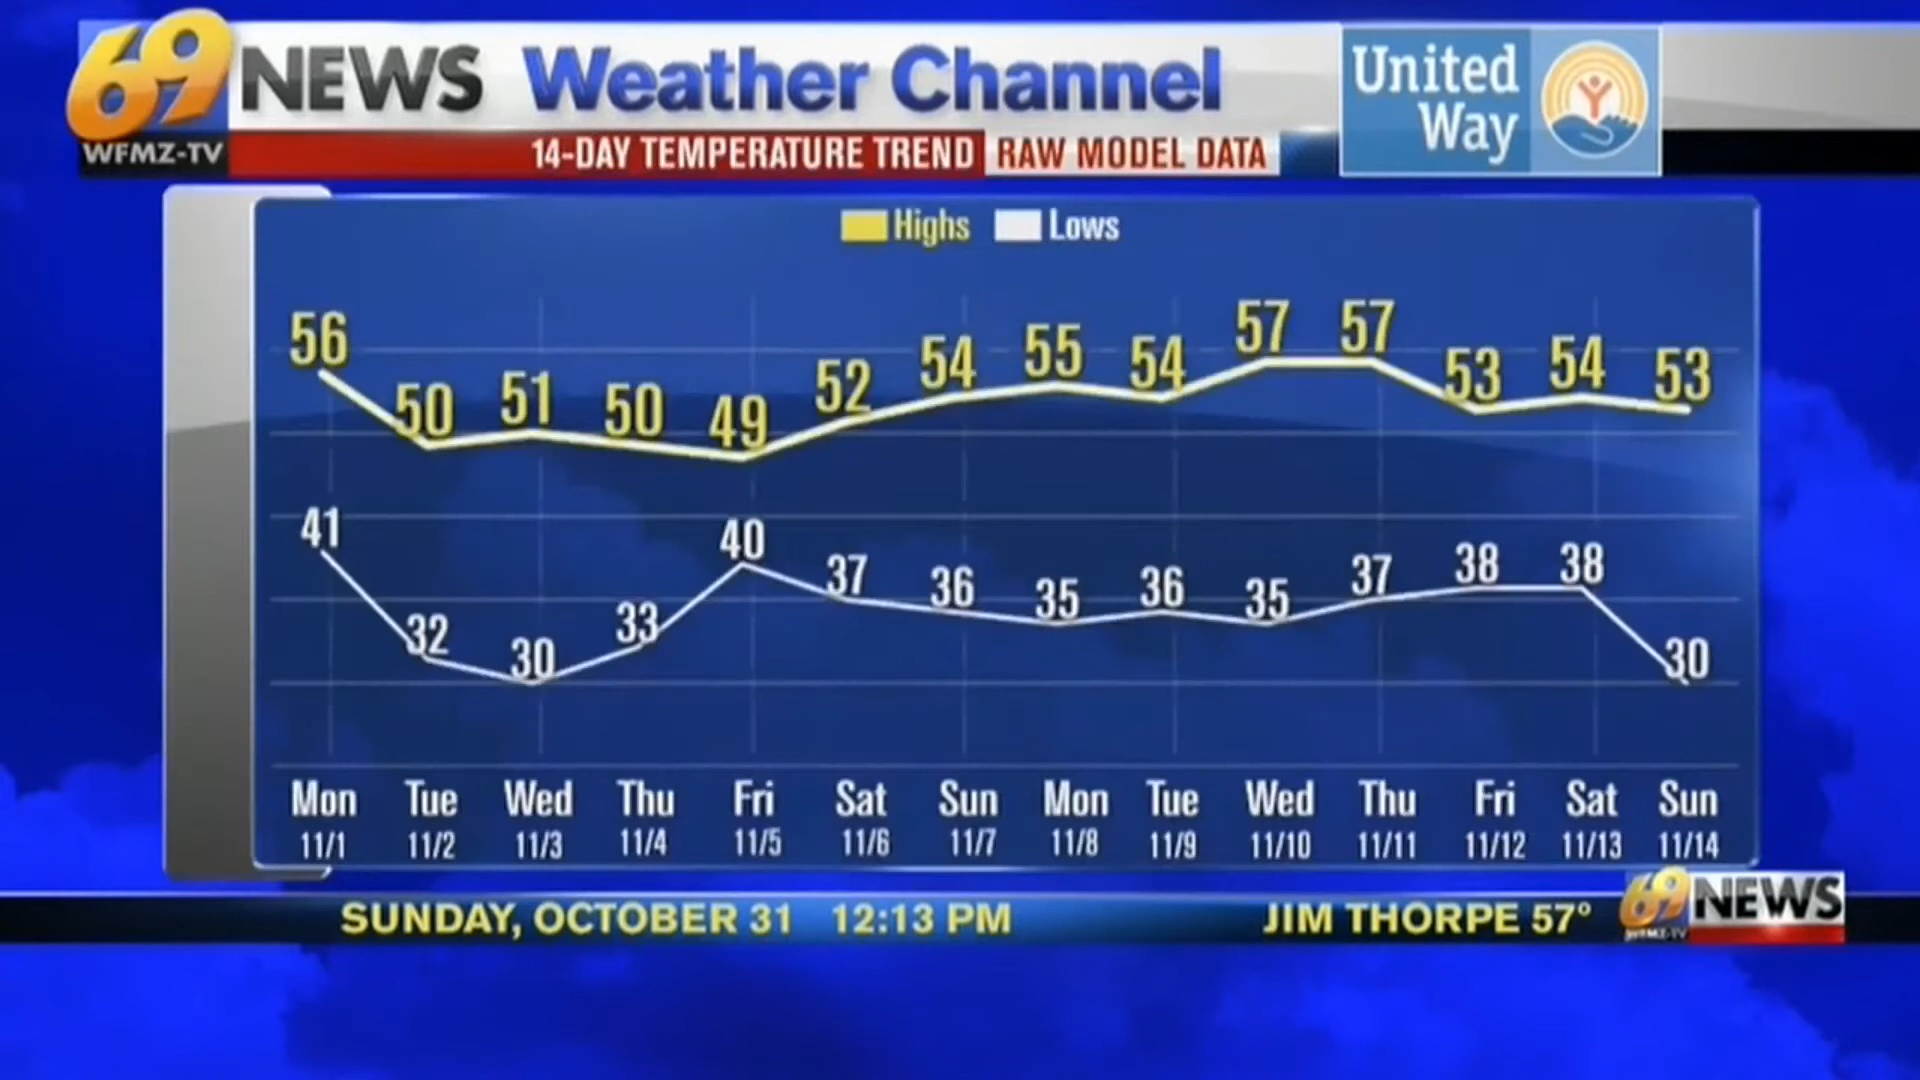 69 NEWS Weather Channel
WFMZ-TV
14-DAY TEMPERATURE TREND RAW MODEL DATA
United
Way
Highs Lows
56 50 51 50 49 52 54 55 54 57 57 53 54 53
41 32 30 33 40 37 36 35 36 35 37 38 38 30
Mon Tue Wed Thu Fri Sat Sun Mon Tue Wed Thu Fri Sat Sun
11/1 11/2 11/3 11/4 11/5 11/6 11/7 11/8 11/9 11/10 11/11 11/12 11/13 11/14
SUNDAY, OCTOBER 31 12:13 PM JIM THORPE 57° 69 NEWS
WFMZ-TV